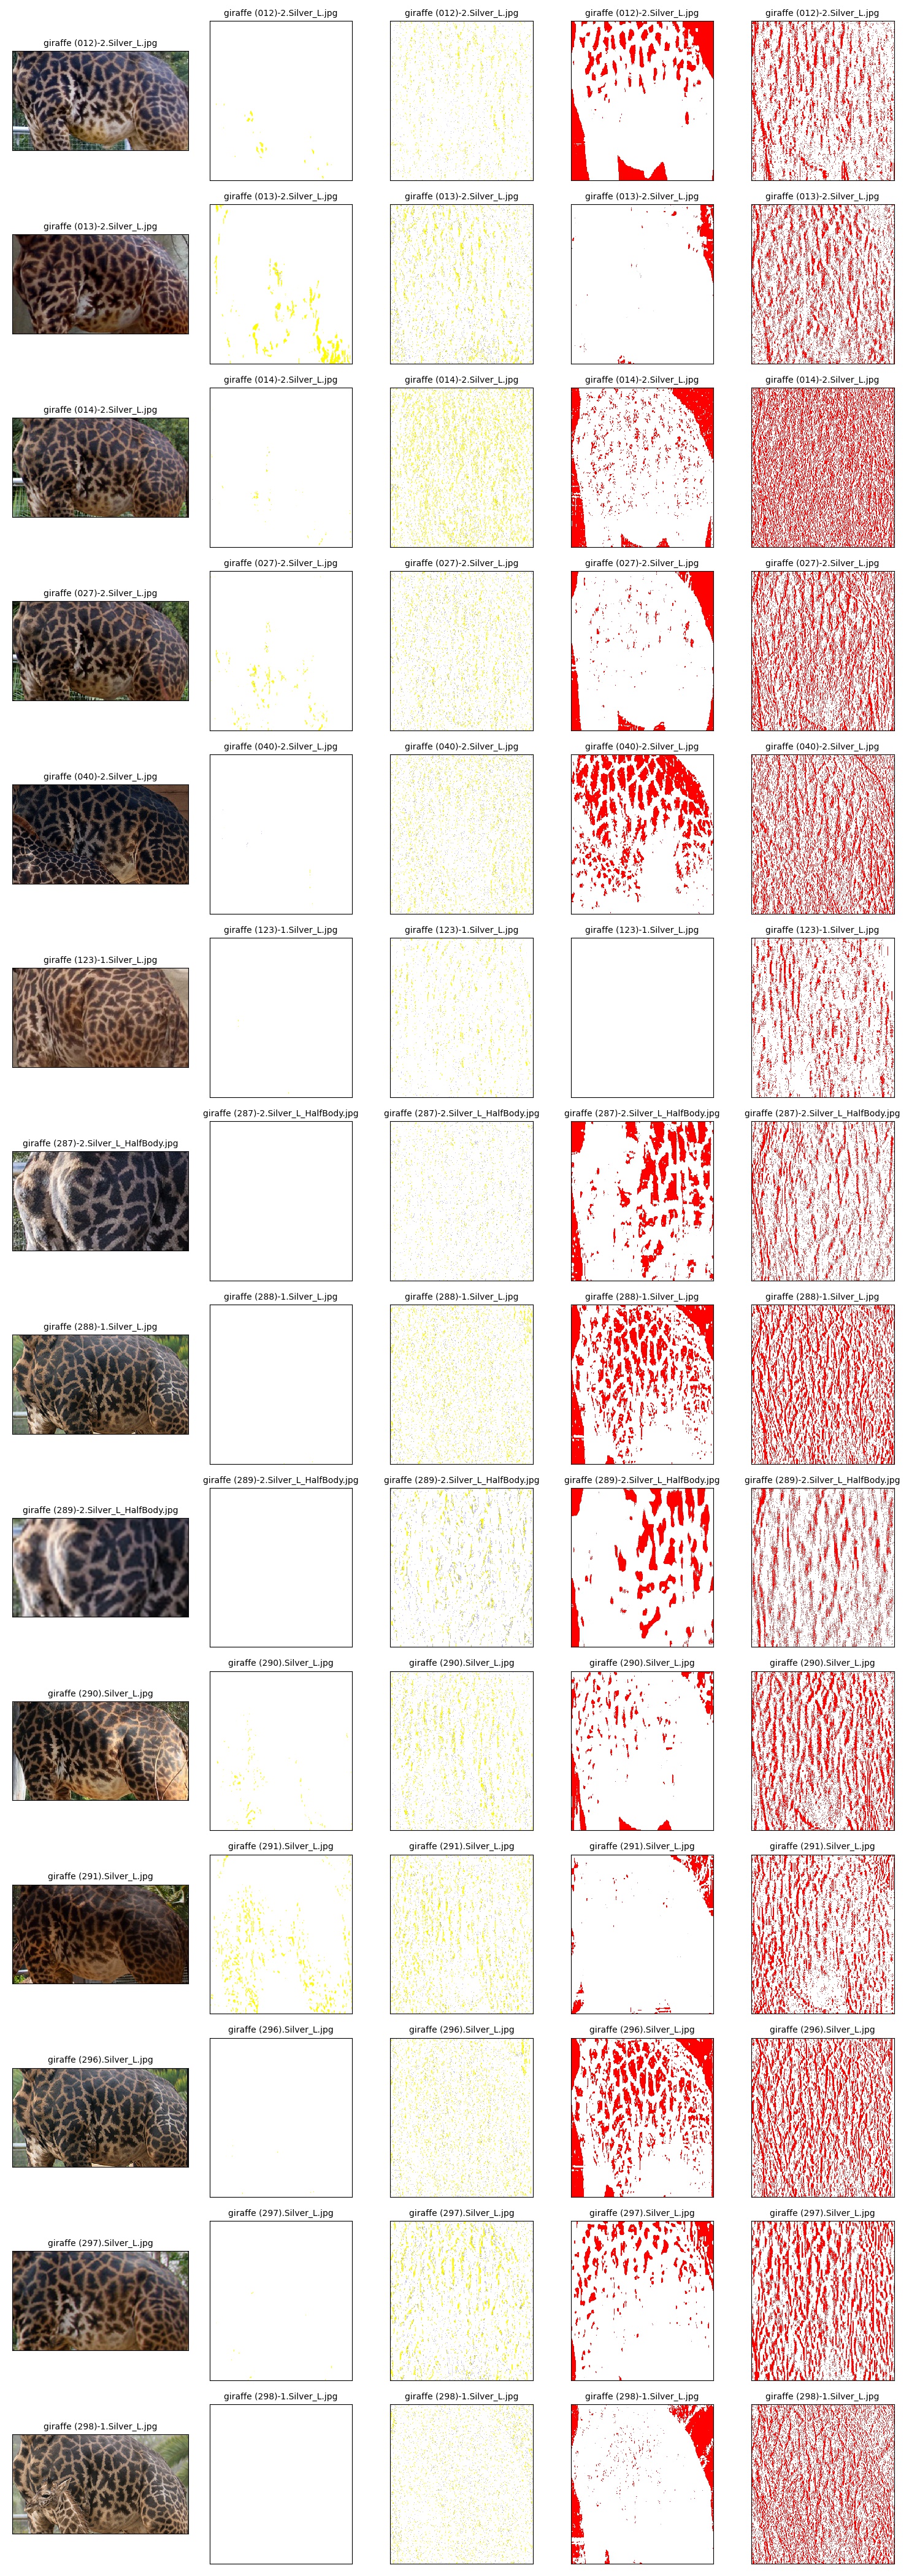 giraffe (012)-2.Silver_L.jpg
giraffe (012)-2.Silver_L.jpg
giraffe (012)-2.Silver_L.jpg
giraffe (012)-2.Silver_L.jpg
giraffe (012)-2.Silver_L.jpg
giraffe (013)-2.Silver_L.jpg
giraffe (013)-2.Silver_L.jpg
giraffe (013)-2.Silver_L.jpg
giraffe (013)-2.Silver_L.jpg
giraffe (013)-2.Silver_L.jpg
giraffe (014)-2.Silver_L.jpg
giraffe (014)-2.Silver_L.jpg
giraffe (014)-2.Silver_L.jpg
giraffe (014)-2.Silver_L.jpg
giraffe (014)-2.Silver_L.jpg
giraffe (027)-2.Silver_L.jpg
giraffe (027)-2.Silver_L.jpg
giraffe (027)-2.Silver_L.jpg
giraffe (027)-2.Silver_L.jpg
giraffe (027)-2.Silver_L.jpg
giraffe (040)-2.Silver_L.jpg
giraffe (040)-2.Silver_L.jpg
giraffe (040)-2.Silver_L.jpg
giraffe (040)-2.Silver_L.jpg
giraffe (040)-2.Silver_L.jpg
giraffe (123)-1.Silver_L.jpg
giraffe (123)-1.Silver_L.jpg
giraffe (123)-1.Silver_L.jpg
giraffe (123)-1.Silver_L.jpg
giraffe (123)-1.Silver_L.jpg
giraffe (287)-2.Silver_L_HalfBody.jpg
giraffe (287)-2.Silver_L_HalfBody.jpg
giraffe (287)-2.Silver_L_HalfBody.jpg
giraffe (287)-2.Silver_L_HalfBody.jpg
giraffe (287)-2.Silver_L_HalfBody.jpg
giraffe (288)-1.Silver_L.jpg
giraffe (288)-1.Silver_L.jpg
giraffe (288)-1.Silver_L.jpg
giraffe (288)-1.Silver_L.jpg
giraffe (288)-1.Silver_L.jpg
giraffe (289)-2.Silver_L_HalfBody.jpg
giraffe (289)-2.Silver_L_HalfBody.jpg
giraffe (289)-2.Silver_L_HalfBody.jpg
giraffe (289)-2.Silver_L_HalfBody.jpg
giraffe (289)-2.Silver_L_HalfBody.jpg
giraffe (290).Silver_L.jpg
giraffe (290).Silver_L.jpg
giraffe (290).Silver_L.jpg
giraffe (290).Silver_L.jpg
giraffe (290).Silver_L.jpg
giraffe (291).Silver_L.jpg
giraffe (291).Silver_L.jpg
giraffe (291).Silver_L.jpg
giraffe (291).Silver_L.jpg
giraffe (291).Silver_L.jpg
giraffe (296).Silver_L.jpg
giraffe (296).Silver_L.jpg
giraffe (296).Silver_L.jpg
giraffe (296).Silver_L.jpg
giraffe (296).Silver_L.jpg
giraffe (297).Silver_L.jpg
giraffe (297).Silver_L.jpg
giraffe (297).Silver_L.jpg
giraffe (297).Silver_L.jpg
giraffe (297).Silver_L.jpg
giraffe (298)-1.Silver_L.jpg
giraffe (298)-1.Silver_L.jpg
giraffe (298)-1.Silver_L.jpg
giraffe (298)-1.Silver_L.jpg
giraffe (298)-1.Silver_L.jpg